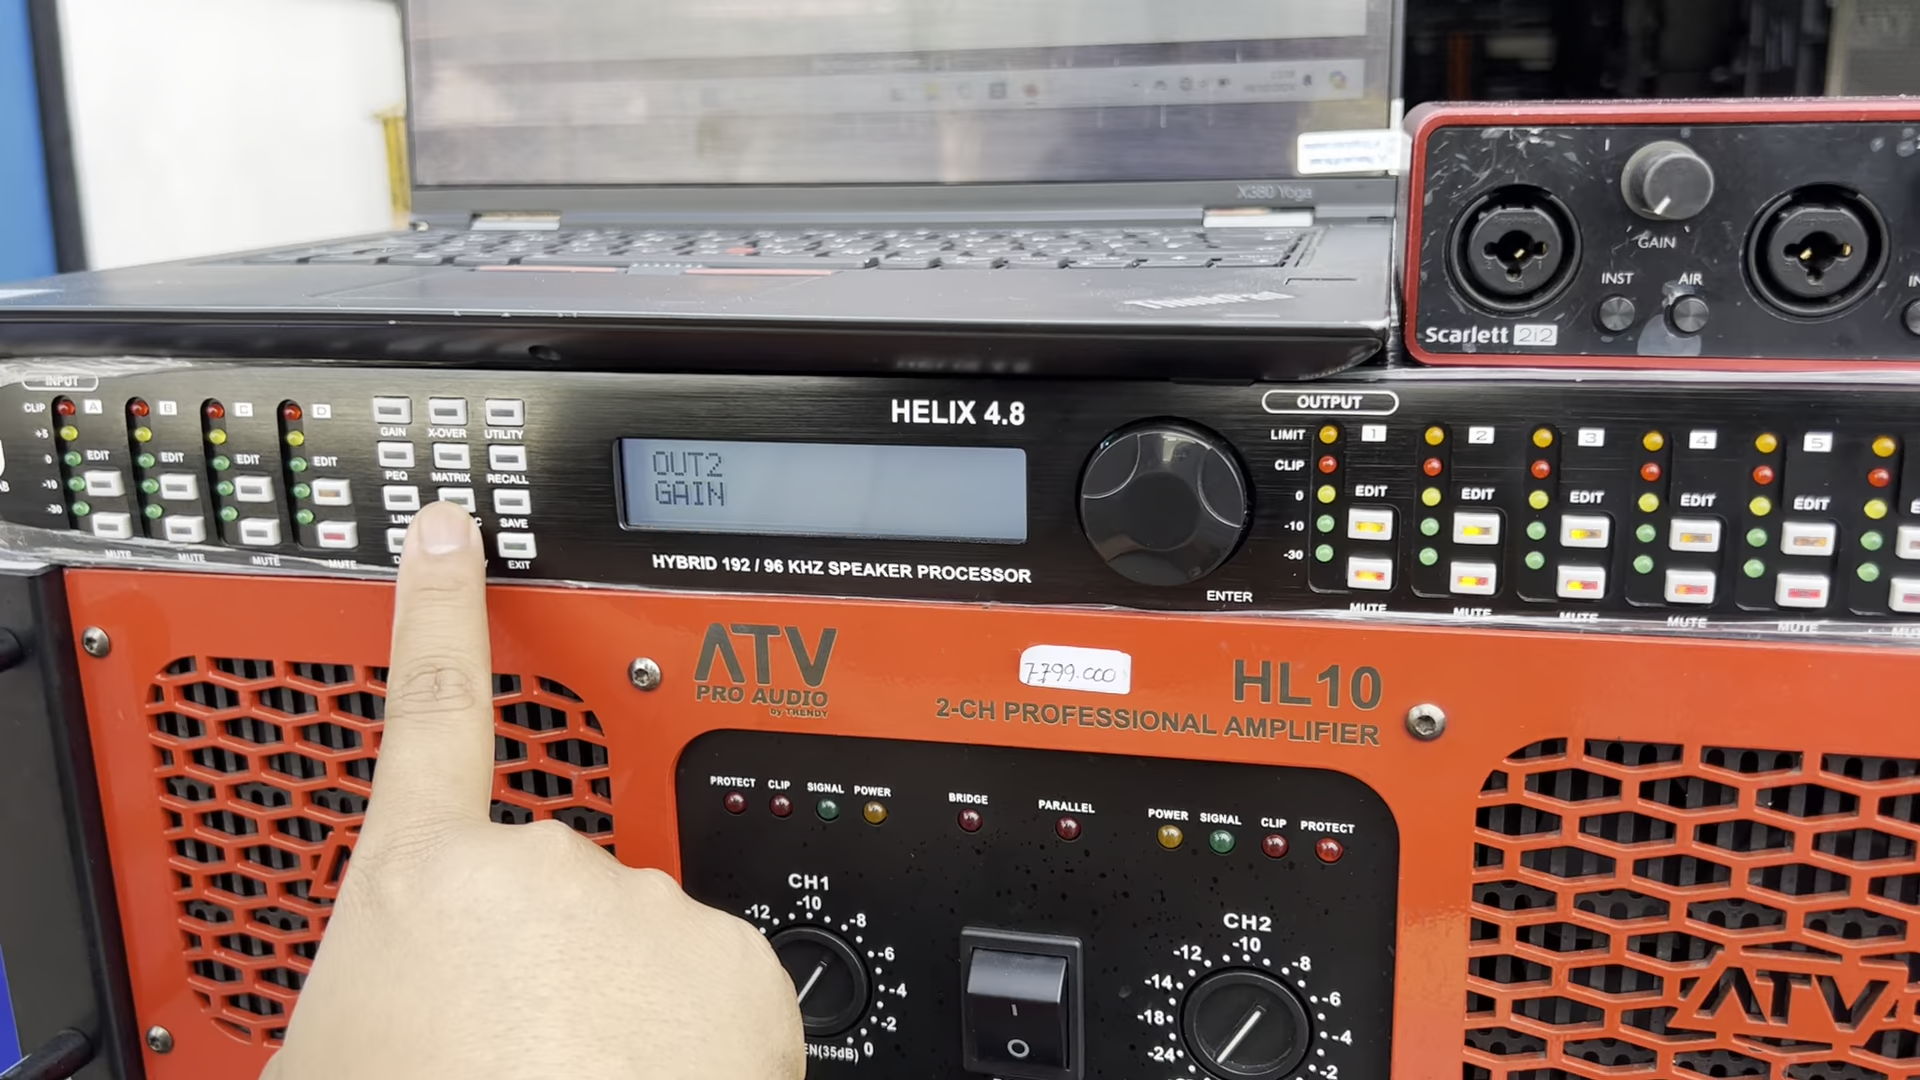 X380 Yoga
ThinkPad
GAIN
INST
AIR
Scarlett 2i2
INPUT
CLIP A B C D
+5
0 EDIT EDIT EDIT EDIT
-10
-30
MUTE MUTE MUTE MUTE
GAIN X-OVER UTILITY
PEQ MATRIX RECALL
SAVE
EXIT
HELIX 4.8
OUT2
GAIN
HYBRID 192 / 96 KHZ SPEAKER PROCESSOR
ENTER
OUTPUT
LIMIT 1 2 3 4 5
CLIP
0 EDIT EDIT EDIT EDIT EDIT
-10
-30
MUTE MUTE MUTE MUTE MUTE
ATV
PRO AUDIO
by TRENDY
7.799.000
HL10
2-CH PROFESSIONAL AMPLIFIER
PROTECT CLIP SIGNAL POWER BRIDGE PARALLEL POWER SIGNAL CLIP PROTECT
CH1
-12 -10 -8
-6
-4
-2
0
(35dB)
CH2
-12 -10 -8
-14 -6
-18 -4
-24 -2
I
O
ATV